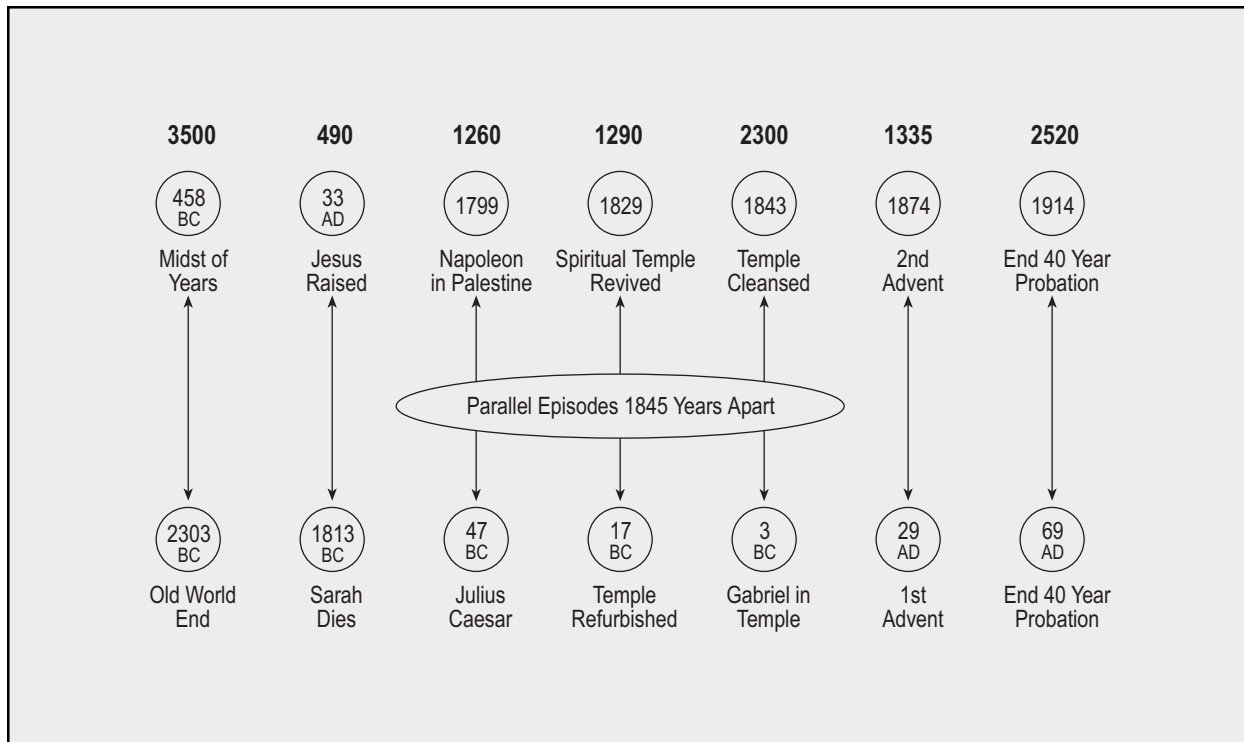 3500 490 1260 1290 2300 1335 2520
458 33 1799 1829 1843 1874 1914
BC AD
Midst of Jesus Napoleon Spiritual Temple Temple 2nd End 40 Year
Years Raised in Palestine Revived Cleansed Advent Probation
Parallel Episodes 1845 Years Apart
2303 1813 47 17 3 29 69
BC BC BC BC BC AD AD
Old World Sarah Julius Temple Gabriel in 1st End 40 Year
End Dies Caesar Refurbished Temple Advent Probation